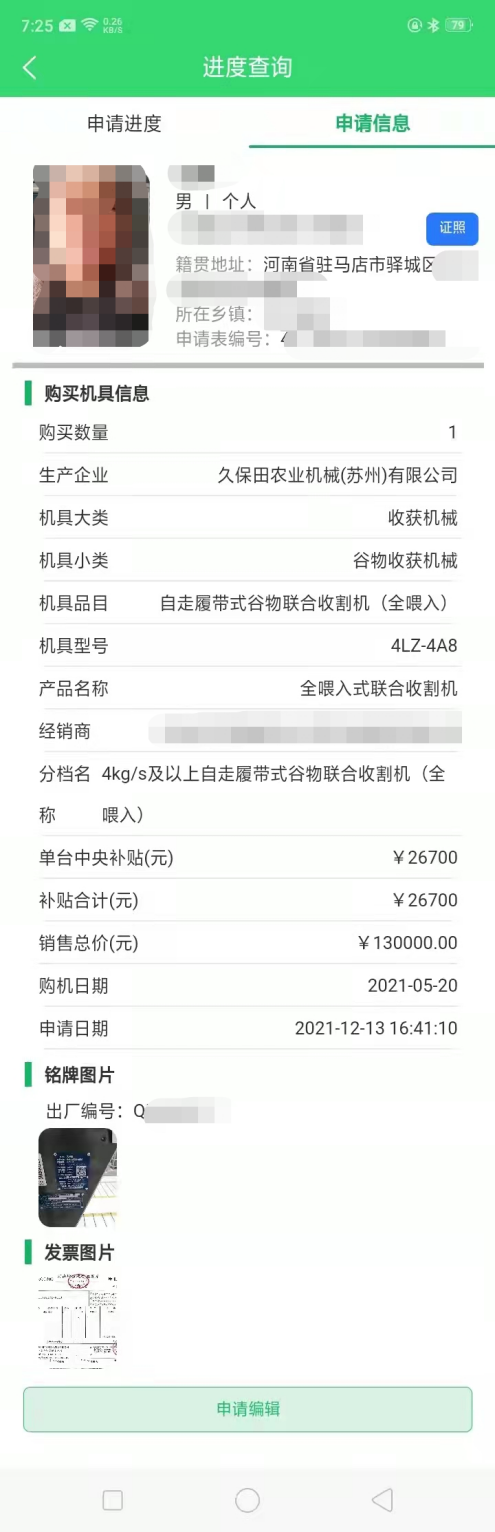 7:25
0.26
KB/S
79
进度查询
申请进度
申请信息
男 | 个人
证照
籍贯地址：河南省驻马店市驿城区
所在乡镇：
申请表编号：4
购买机具信息
购买数量 1
生产企业 久保田农业机械(苏州)有限公司
机具大类 收获机械
机具小类 谷物收获机械
机具品目 自走履带式谷物联合收割机（全喂入）
机具型号 4LZ-4A8
产品名称 全喂入式联合收割机
经销商
分档名 4kg/s及以上自走履带式谷物联合收割机（全
称 喂入）
单台中央补贴(元) ￥26700
补贴合计(元) ￥26700
销售总价(元) ￥130000.00
购机日期 2021-05-20
申请日期 2021-12-13 16:41:10
铭牌图片
出厂编号：Q
发票图片
申请编辑